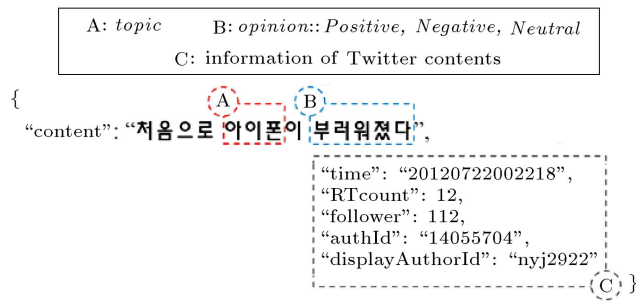 A: topic B: opinion:: Positive, Negative, Neutral
C: information of Twitter contents
{
A B
“content”: “처음으로 아이폰이 부러워졌다”,
“time”: “20120722002218”,
“RTcount”: 12,
“follower”: 112,
“authId”: “14055704”,
“displayAuthorId”: “nyj2922”
C }